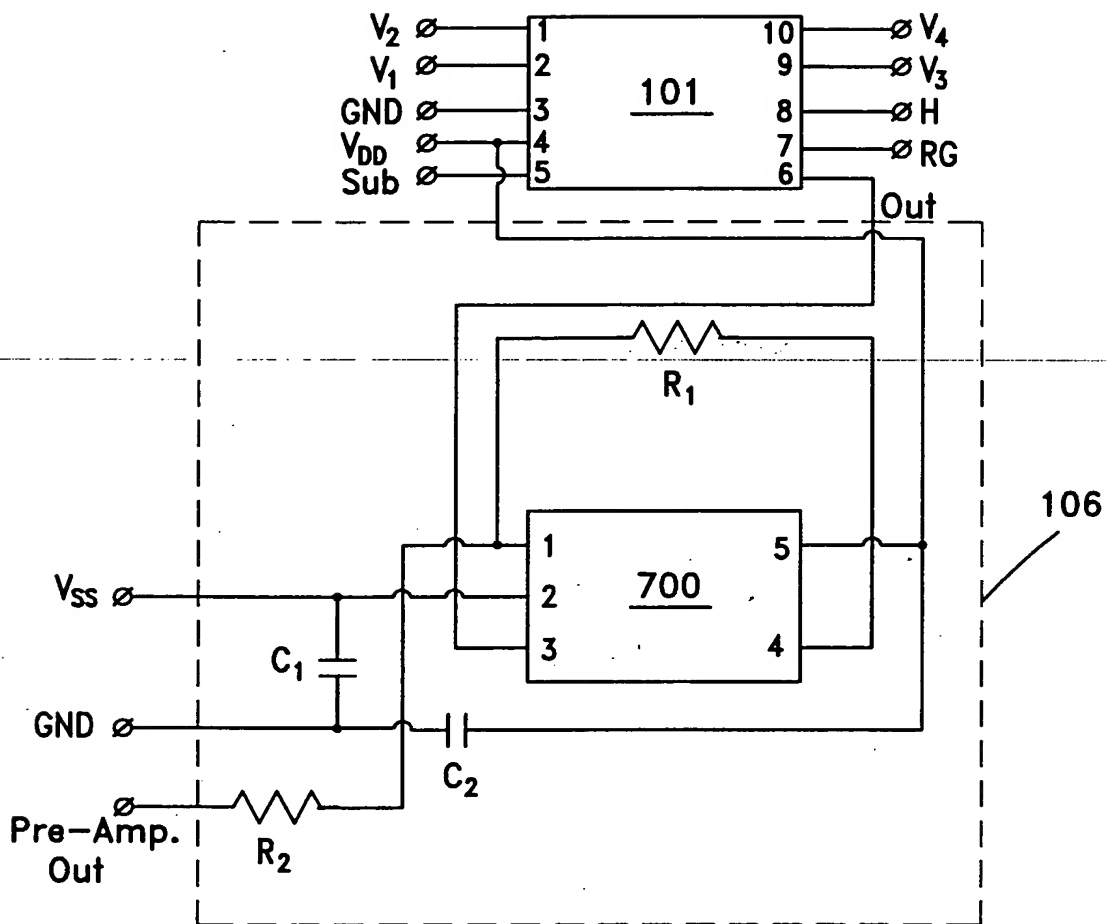 V2 1 10 V4
V1 2 9 V3
101
GND 3 8 H
VDD 4 7 RG
Sub 5 6
Out
R1
106
1 5
VSS 2 700
3 4
C1
GND
C2
Pre-Amp.
Out
R2